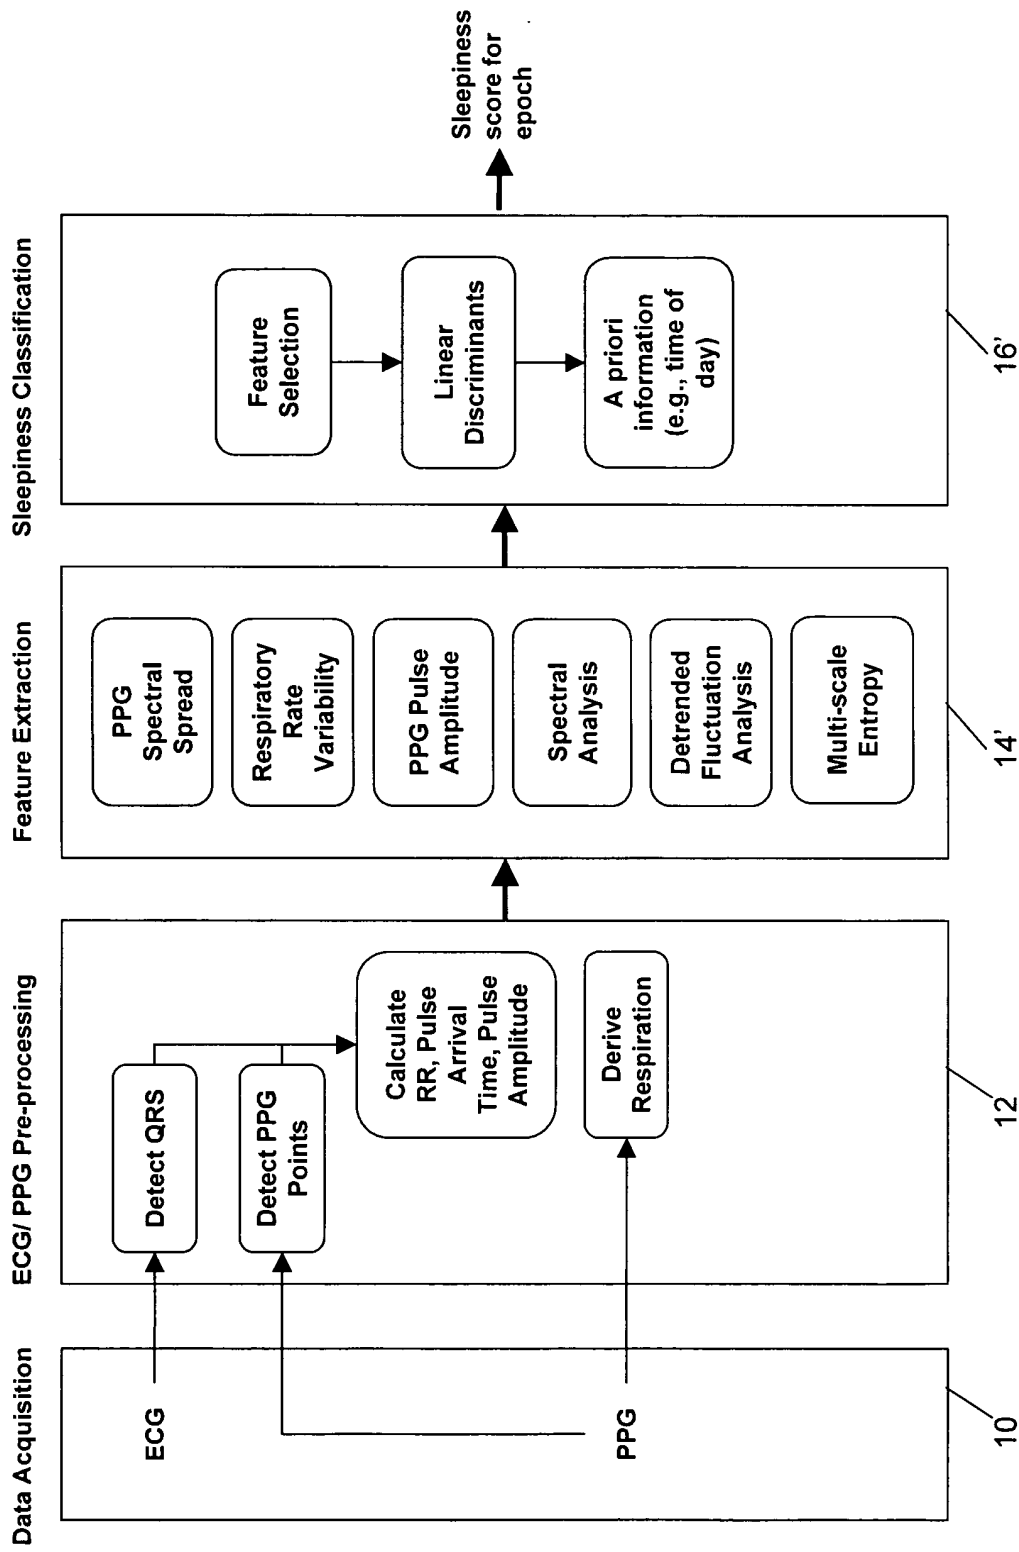 Data Acquisition
ECG
PPG
10
ECG/ PPG Pre-processing
Detect QRS
Detect PPG
Points
Calculate
RR, Pulse
Arrival
Time, Pulse
Amplitude
Derive
Respiration
12
Feature Extraction
PPG
Spectral
Spread
Respiratory
Rate
Variability
PPG Pulse
Amplitude
Spectral
Analysis
Detrended
Fluctuation
Analysis
Multi-scale
Entropy
14'
Sleepiness Classification
Feature
Selection
Linear
Discriminants
A priori
information
(e.g., time of
day)
16'
Sleepiness
score for
epoch